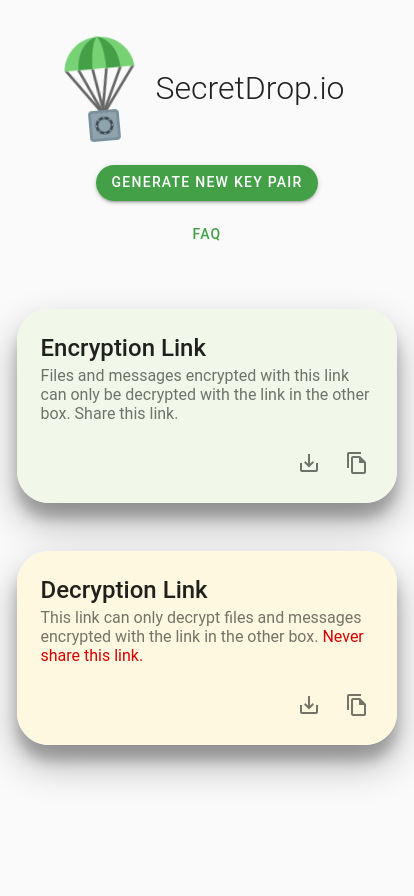 SecretDrop.io
GENERATE NEW KEY PAIR
FAQ
Encryption Link
Files and messages encrypted with this link
can only be decrypted with the link in the other
box. Share this link.
Decryption Link
This link can only decrypt files and messages
encrypted with the link in the other box. Never
share this link.